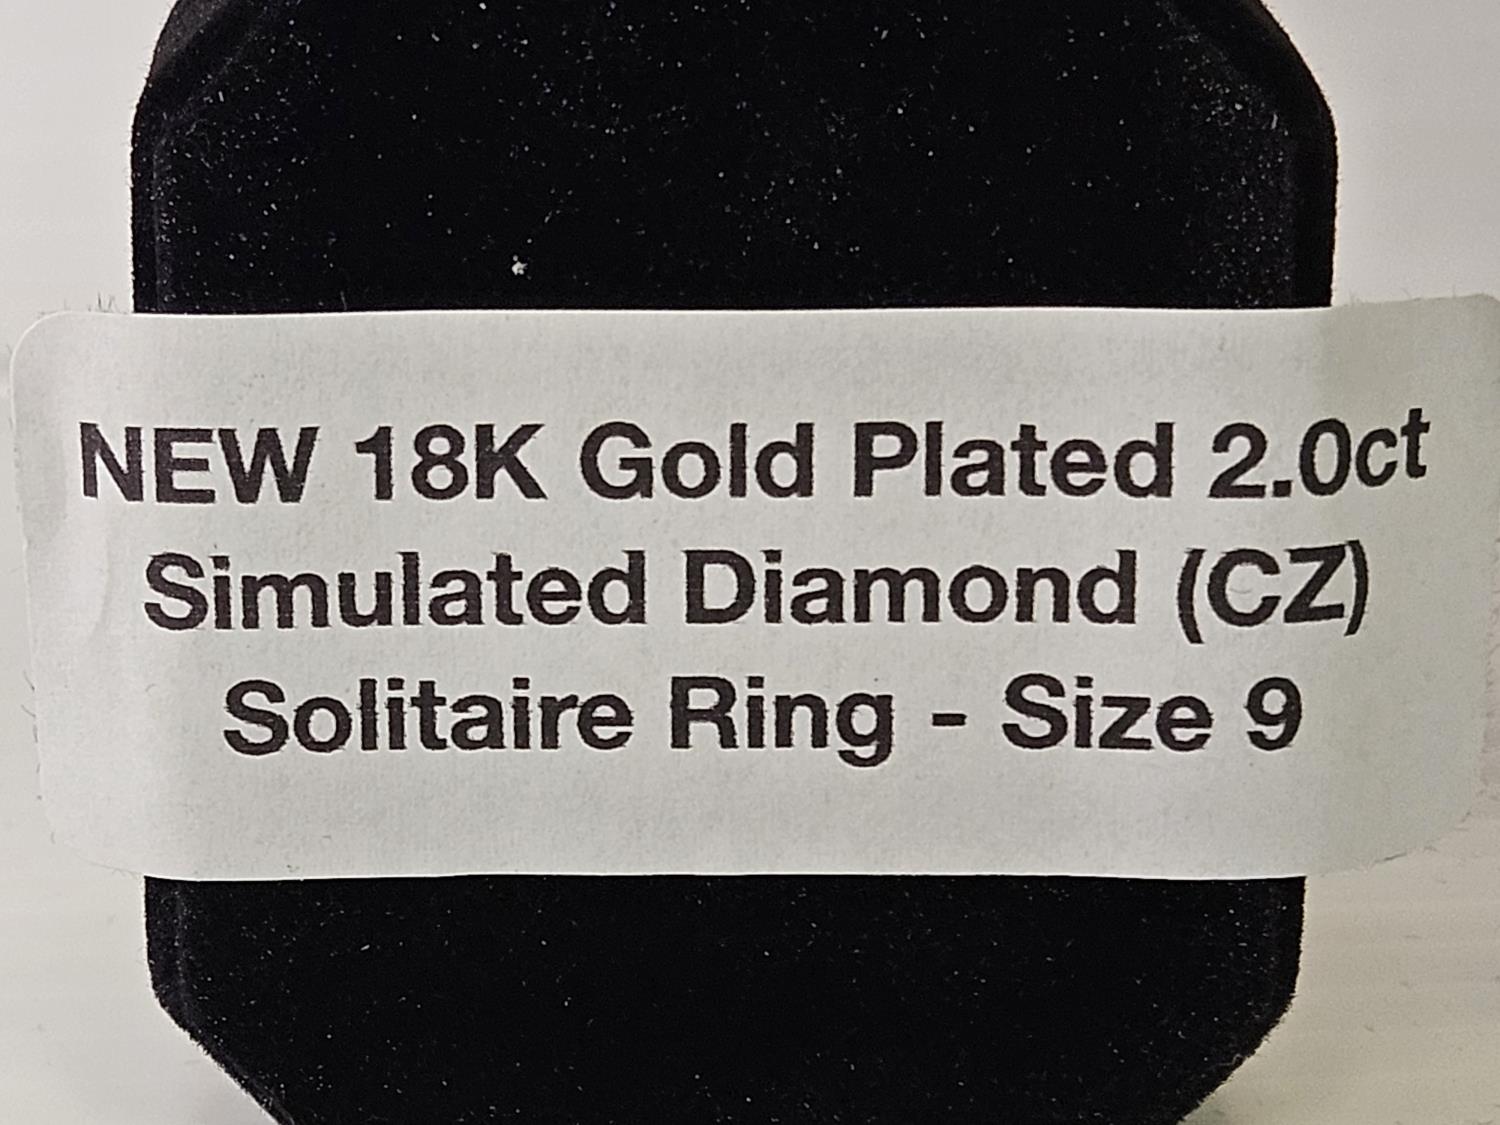 NEW 18K Gold Plated 2.0ct
Simulated Diamond (CZ)
Solitaire Ring - Size 9